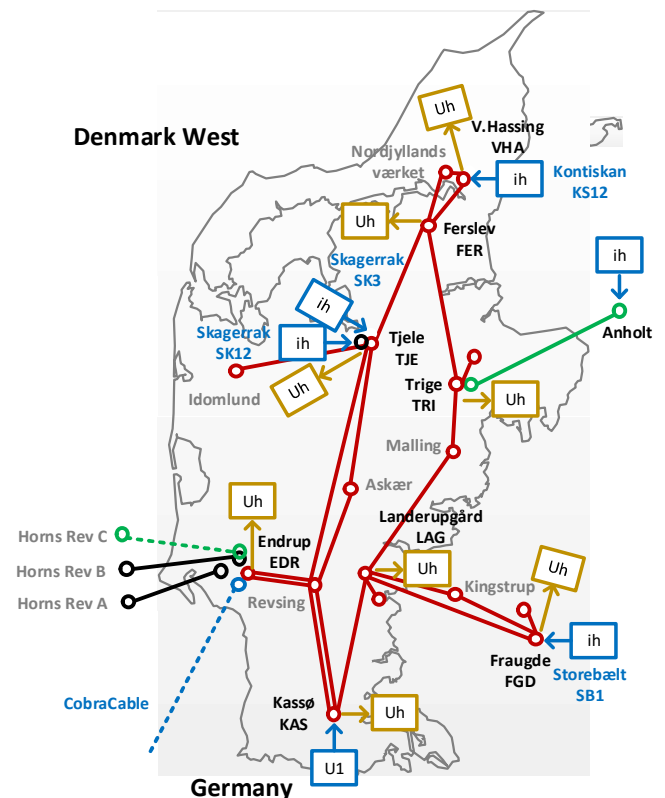 Uh
V.Hassing
VHA
Denmark West
Nordjyllands
værket
ih
Kontiskan
KS12
Uh
Ferslev
FER
Skagerrak
SK3
ih
ih
Skagerrak
SK12
ih
Tjele
TJE
Anholt
Idomlund
Uh
Trige
TRI
Uh
Malling
Askær
Uh
Landerupgård
LAG
Horns Rev C
Endrup
EDR
Uh
Uh
Horns Rev B
Kingstrup
Horns Rev A
Revsing
ih
Fraugde
FGD
Storebælt
SB1
CobraCable
Kassø
KAS
Uh
U1
Germany